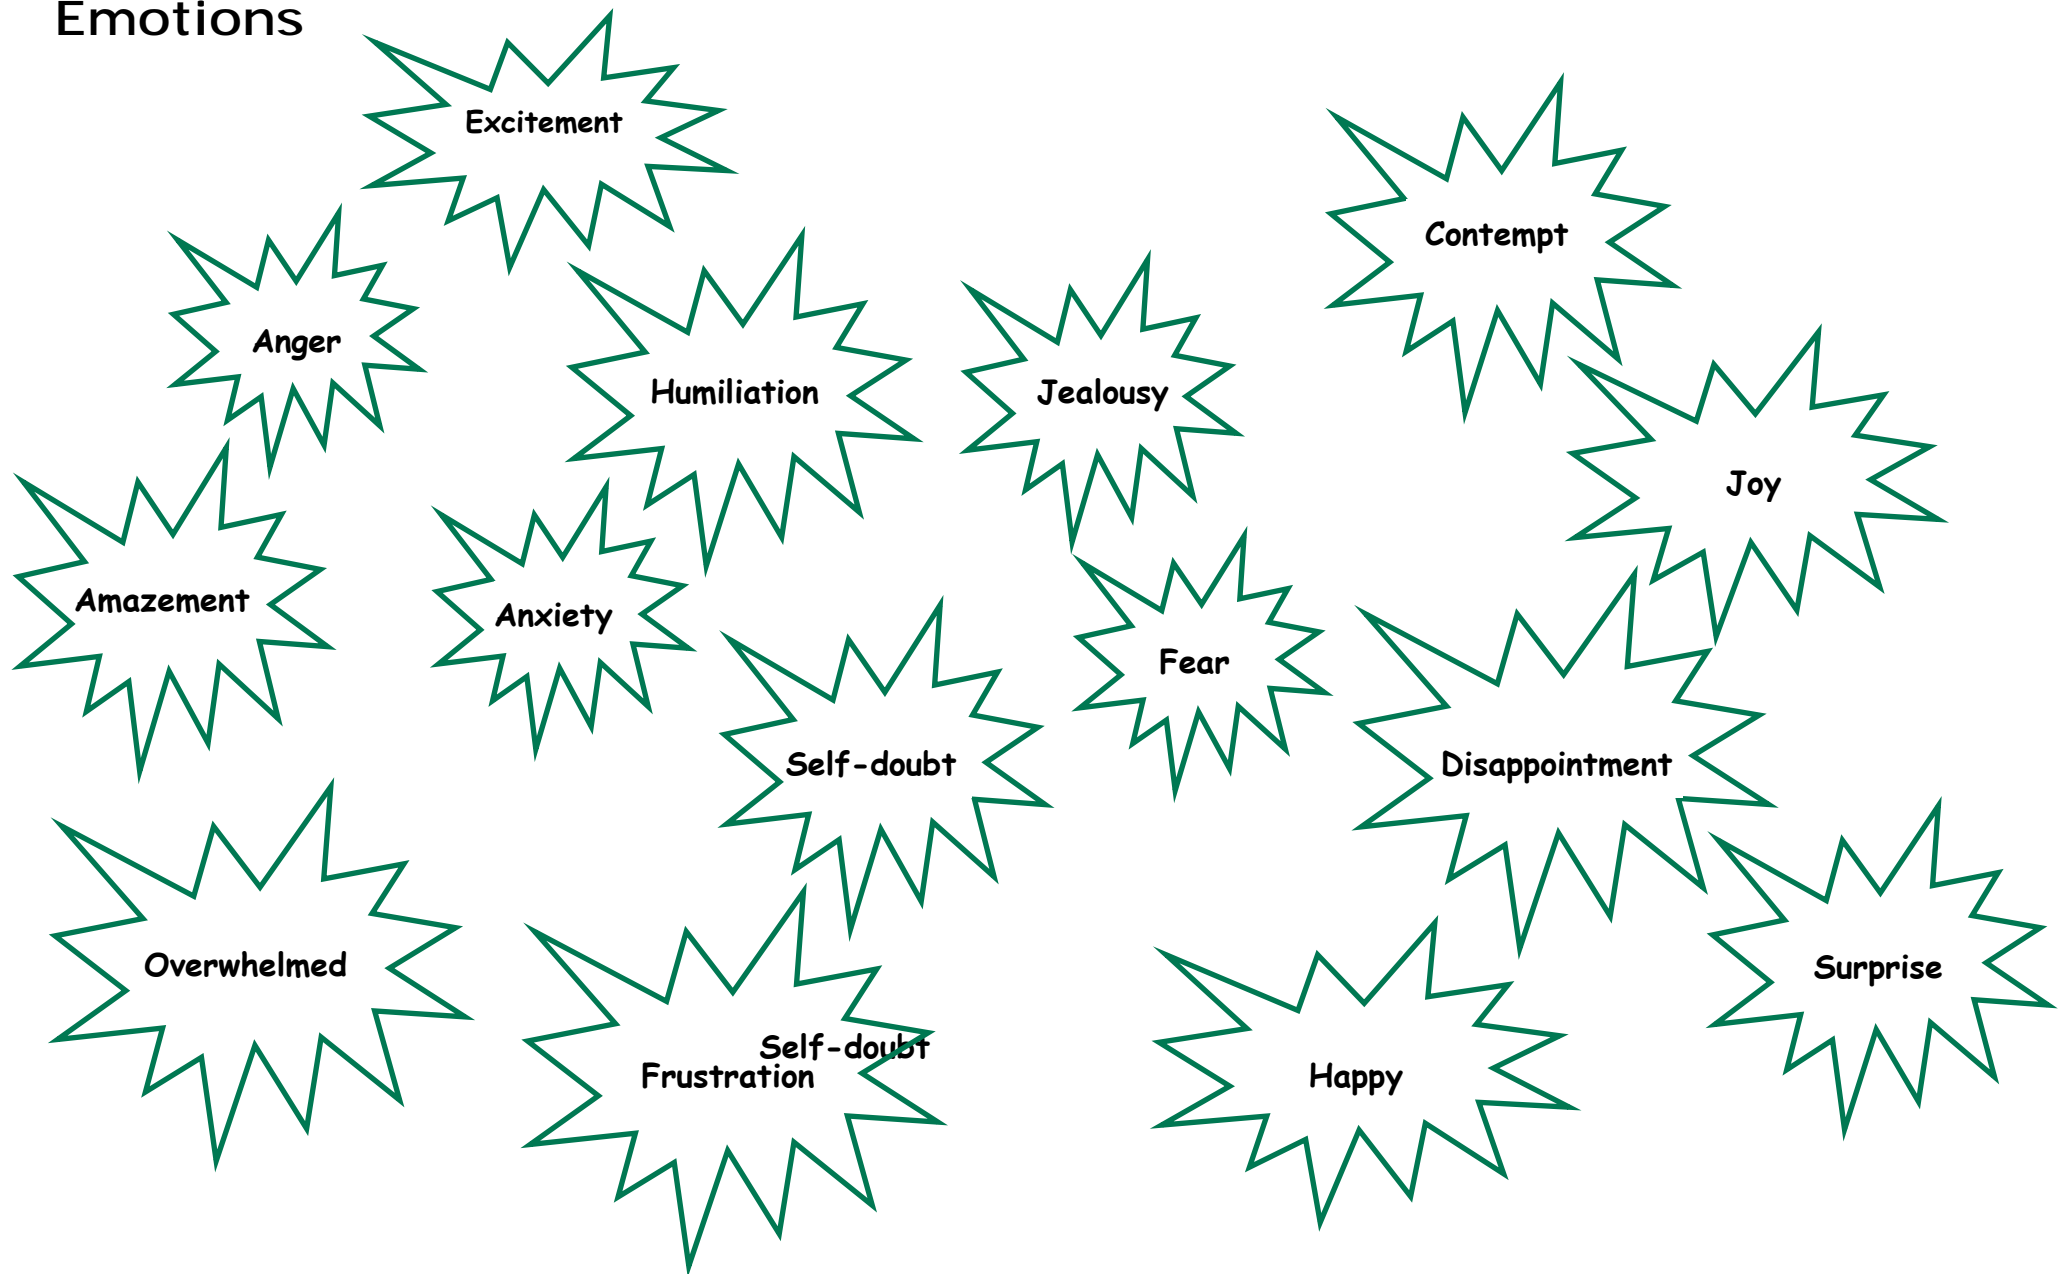 Emotions
Excitement
Contempt
Anger
Humiliation
Jealousy
Joy
Amazement
Anxiety
Fear
Self-doubt
Disappointment
Overwhelmed
Surprise
Self-doubt
Frustration
Happy